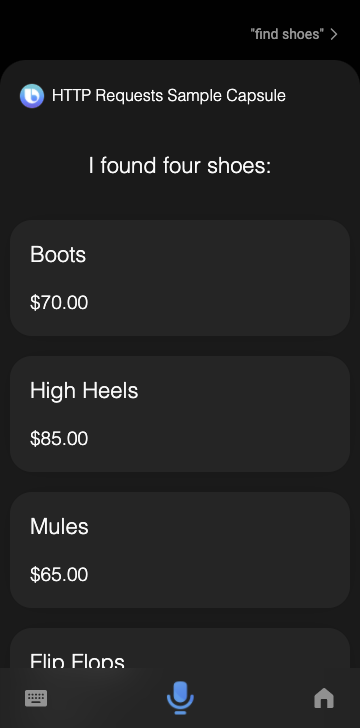 "find shoes"
HTTP Requests Sample Capsule
I found four shoes:
Boots
$70.00
High Heels
$85.00
Mules
$65.00
Flip Flops